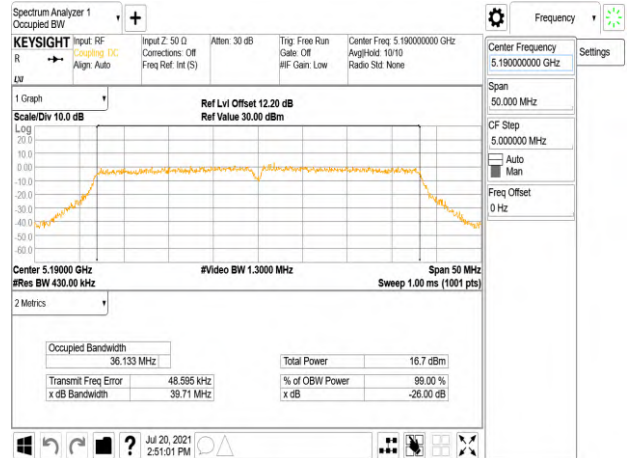 Spectrum Analyzer 1
Occupied BW
Frequency
KEYSIGHT
R
Input: RF
Coupling: DC
Align: Auto
Input Z: 50 Ω
Corrections: Off
Freq Ref: Int (S)
Atten: 30 dB
Trig: Free Run
Gate: Off
#IF Gain: Low
Center Freq: 5.190000000 GHz
Avg|Hold: 10/10
Radio Std: None
Center Frequency
5.190000000 GHz
Settings
Span
50.000 MHz
CF Step
5.000000 MHz
Auto
Man
Freq Offset
0 Hz
1 Graph
Scale/Div 10.0 dB
Ref Lvl Offset 12.20 dB
Ref Value 30.00 dBm
Log
20.0
10.0
0.00
-10.0
-20.0
-30.0
-40.0
-50.0
-60.0
Center 5.19000 GHz
#Video BW 1.3000 MHz
Span 50 MHz
#Res BW 430.00 kHz
Sweep 1.00 ms (1001 pts)
2 Metrics
Occupied Bandwidth
36.133 MHz
Total Power 16.7 dBm
Transmit Freq Error 48.595 kHz
% of OBW Power 99.00 %
x dB Bandwidth 39.71 MHz
x dB -26.00 dB
?
Jul 20, 2021
2:51:01 PM